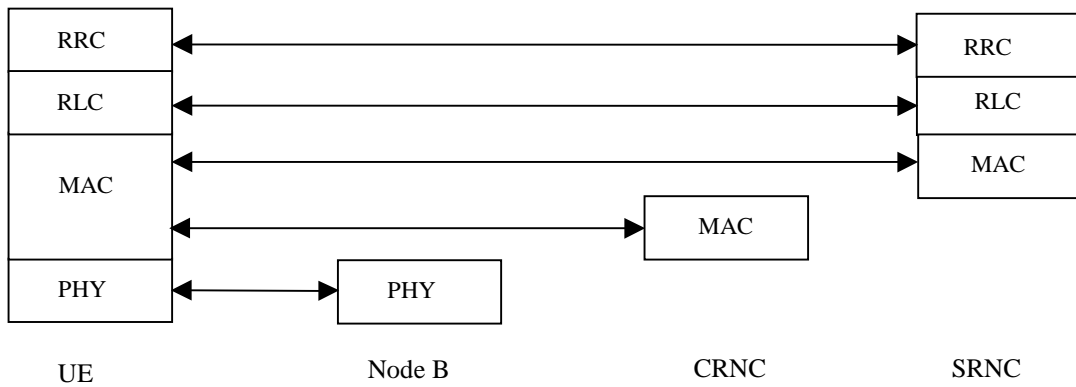 RRC
RRC
RLC
RLC
MAC
MAC
MAC
PHY
PHY
UE
Node B
CRNC
SRNC